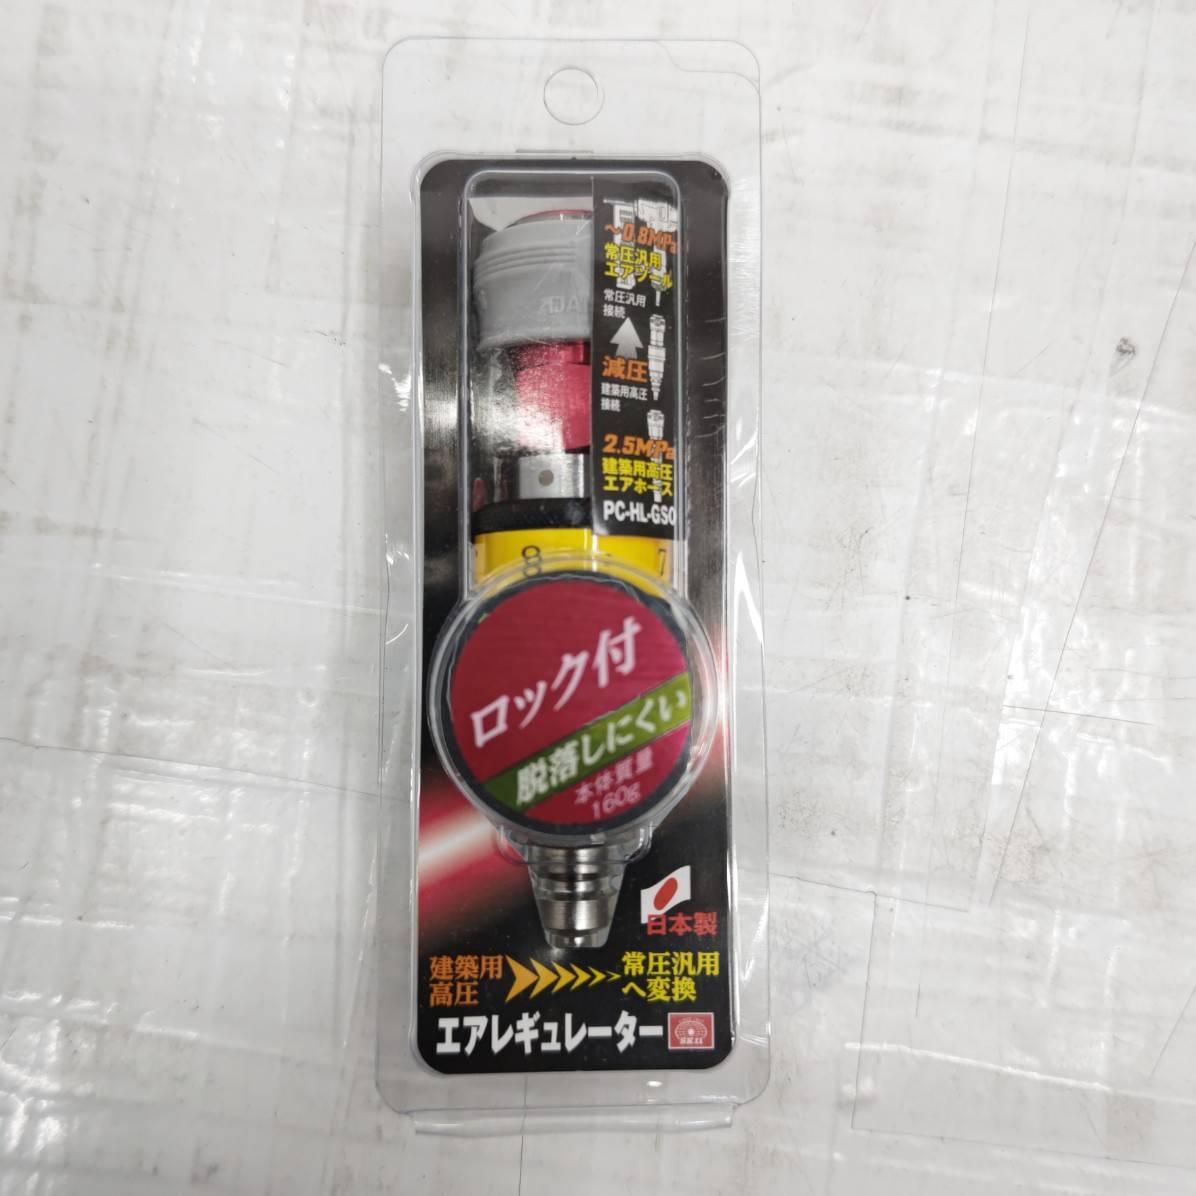 ~0.8MPa
常圧汎用
エアツール
常圧汎用
接続
減圧
建築用高圧
接続
2.5MPa
建築用高圧
エアホース
PC-HL-GS0
8
7
ロック付
脱落しにくい
本体質量
160g
日本製
建築用
高圧
常圧汎用
へ変換
エアレギュレーター
SK11